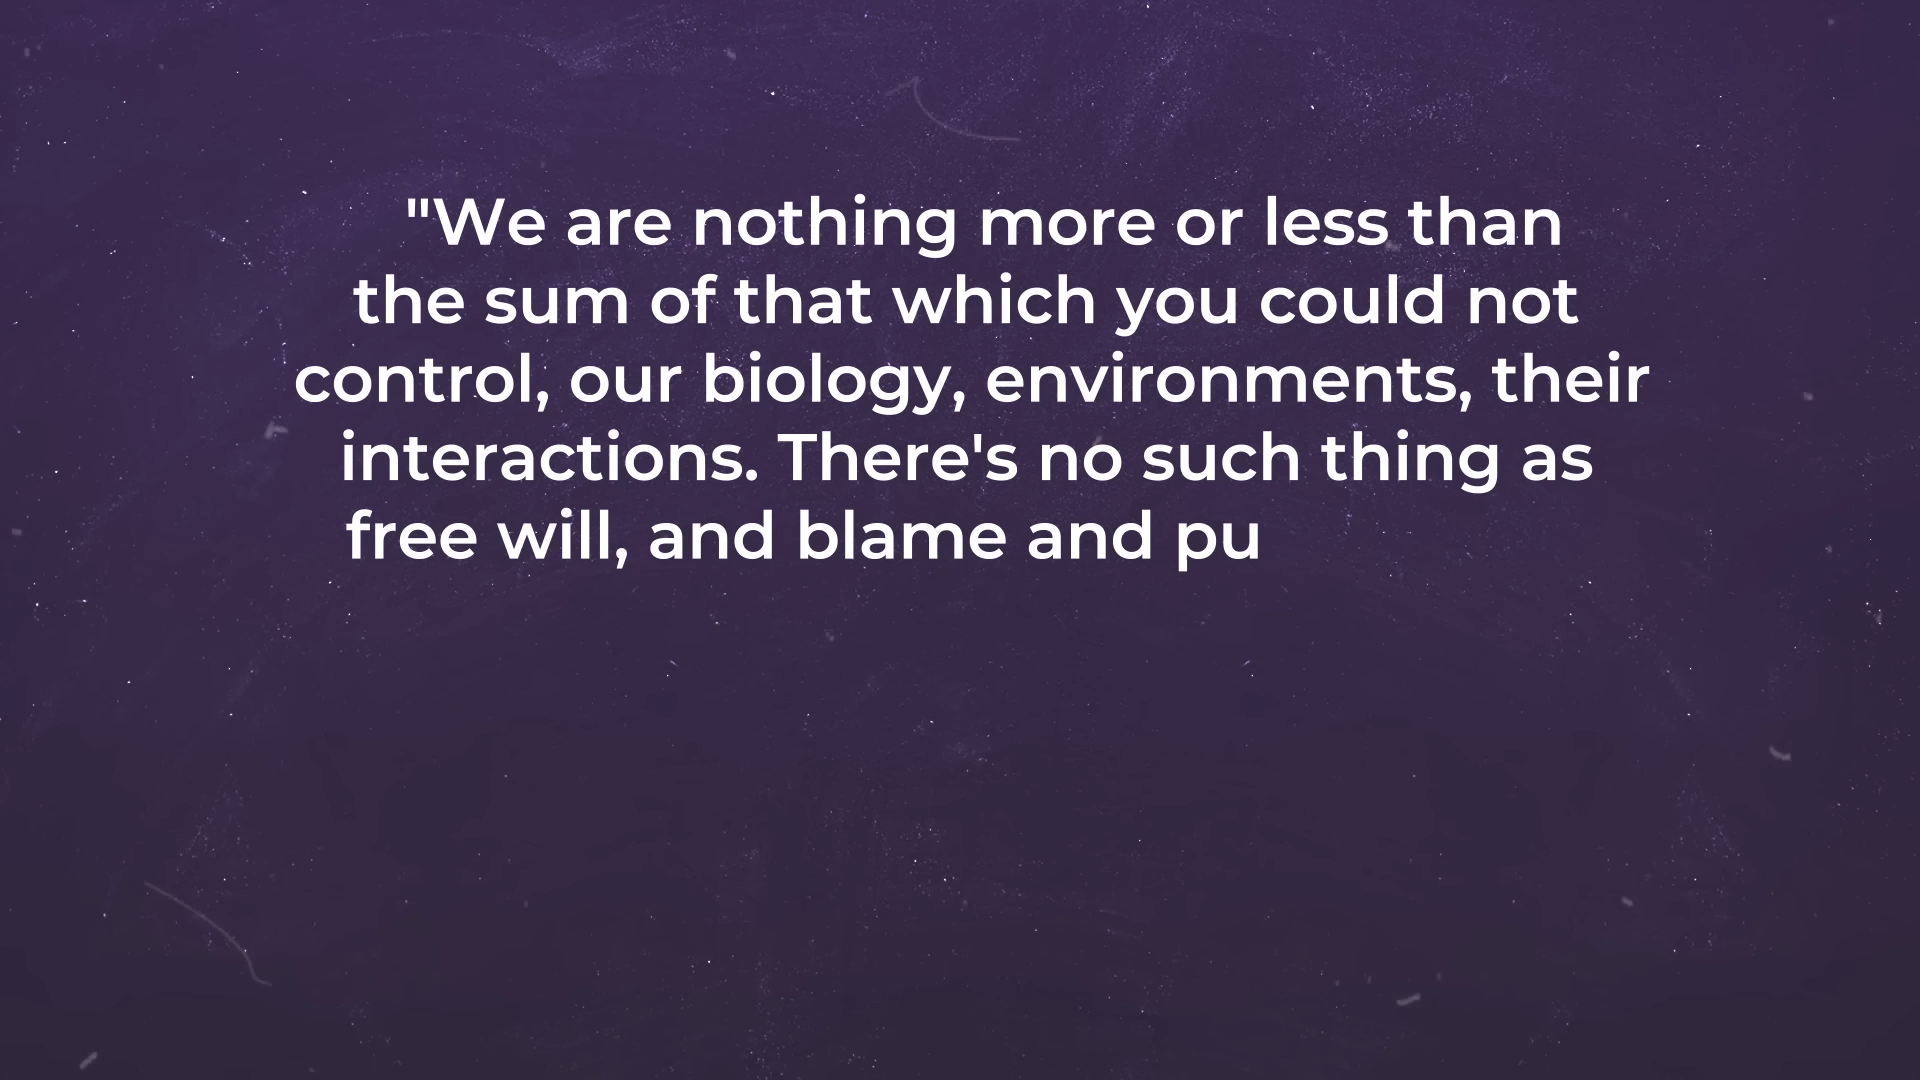 "We are nothing more or less than
the sum of that which you could not
control, our biology, environments, their
interactions. There's no such thing as
free will, and blame and pu